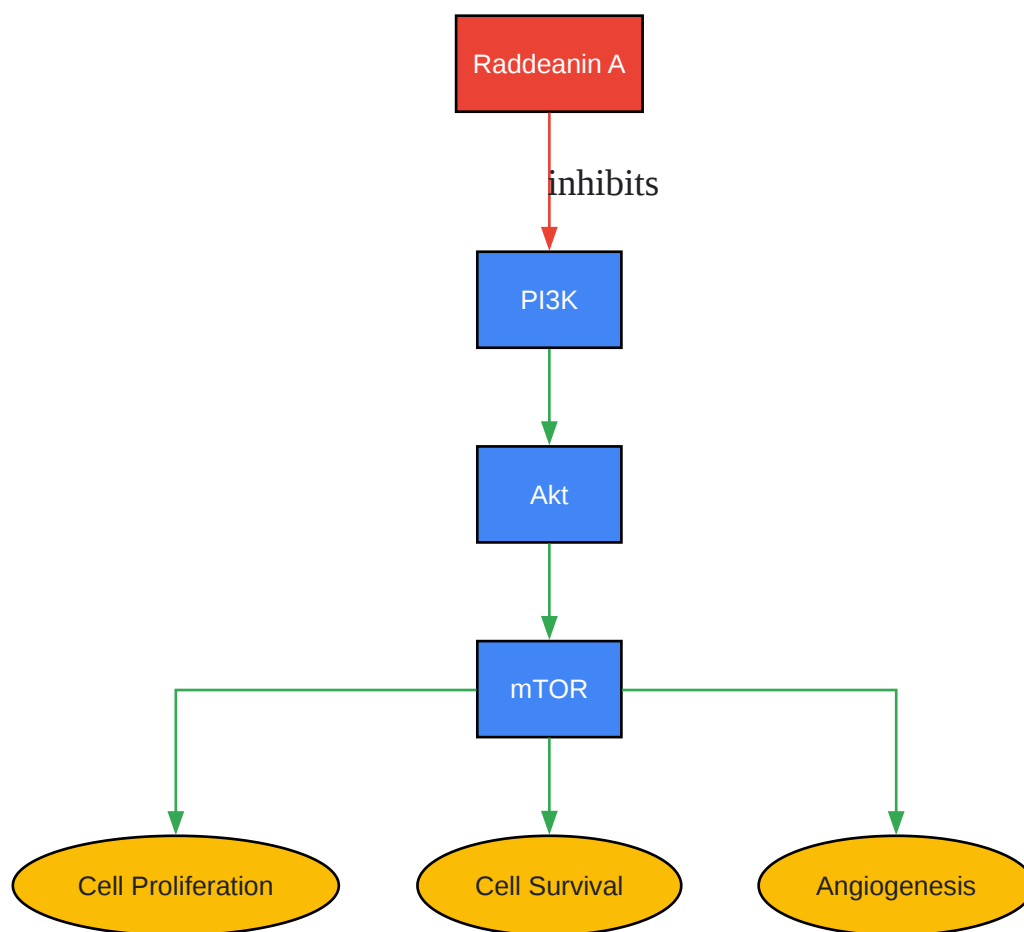 Raddeanin A
inhibits
PI3K
Akt
mTOR
Cell Proliferation
Cell Survival
Angiogenesis